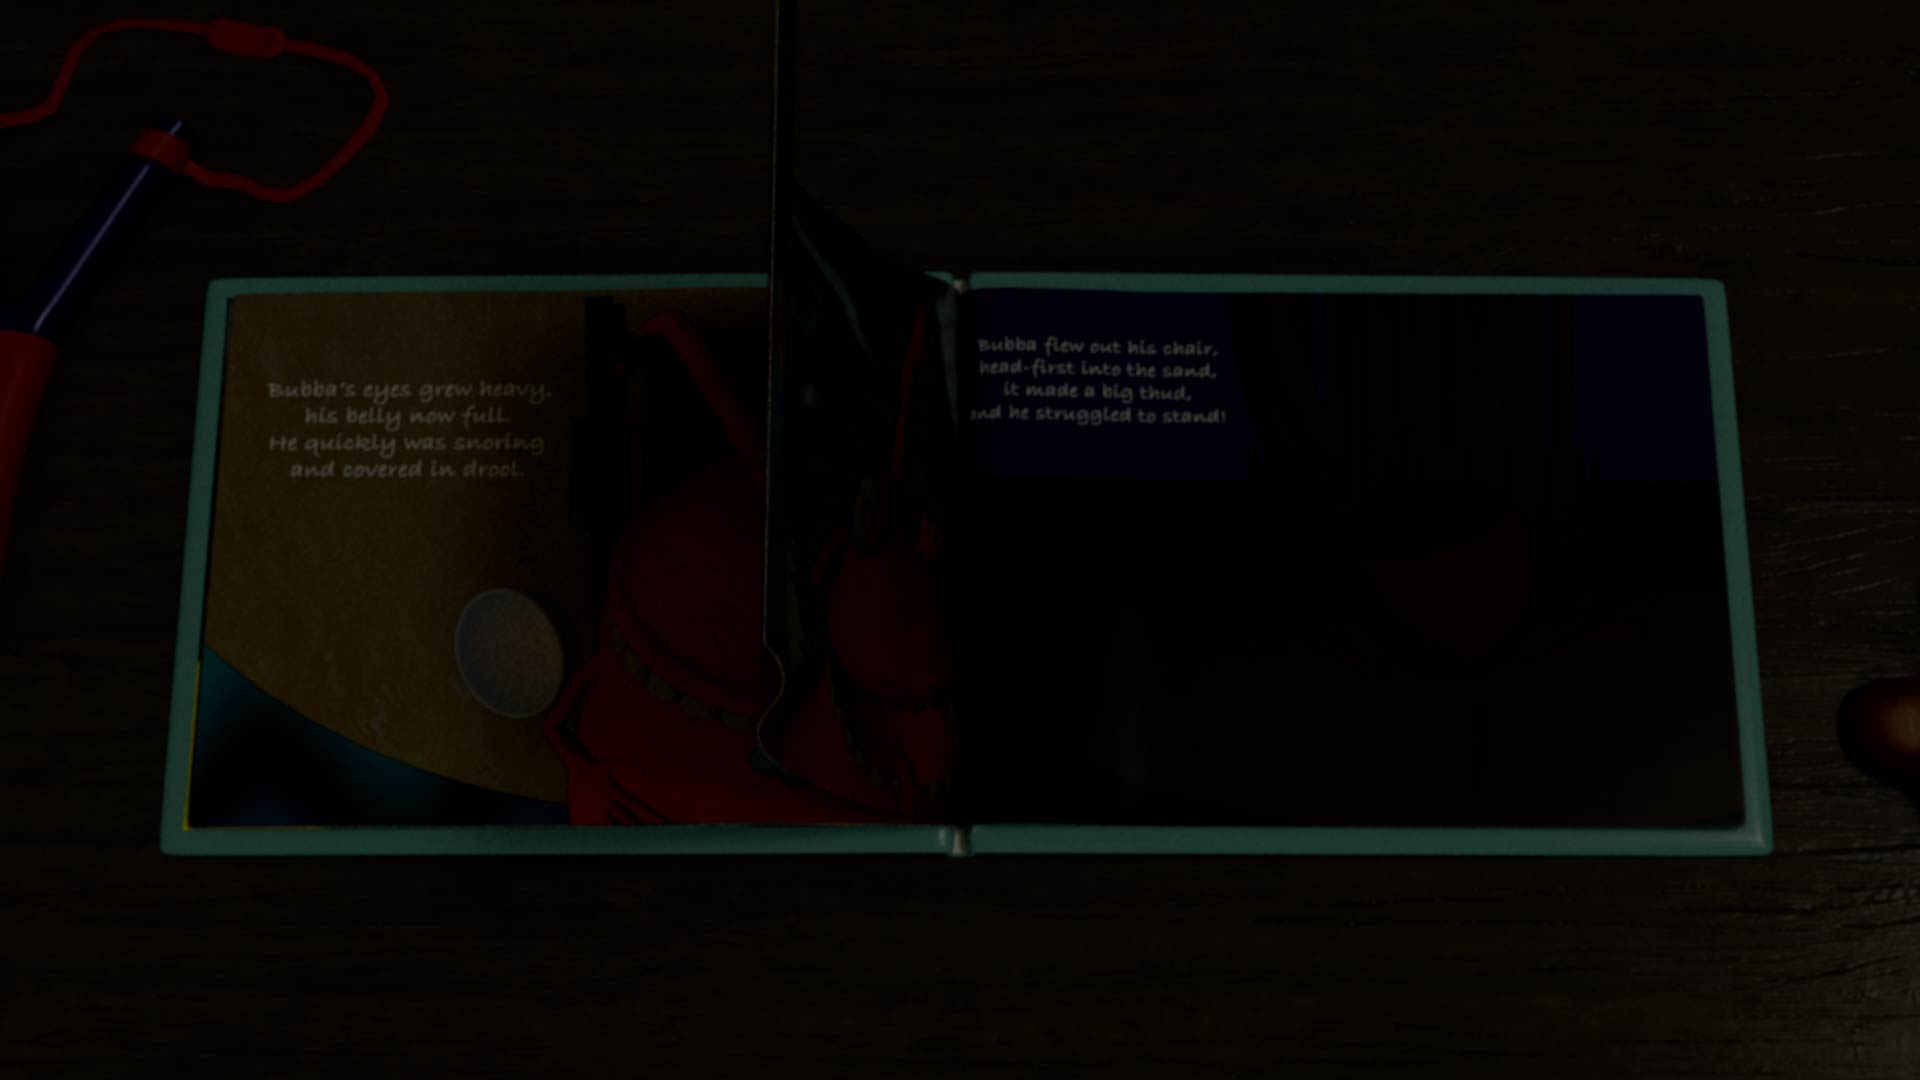 Bubba's eyes grew heavy,
his belly now full.
He quickly was snoring
and covered in drool.
Bubba flew out his chair,
head-first into the sand,
it made a big thud,
and he struggled to stand!